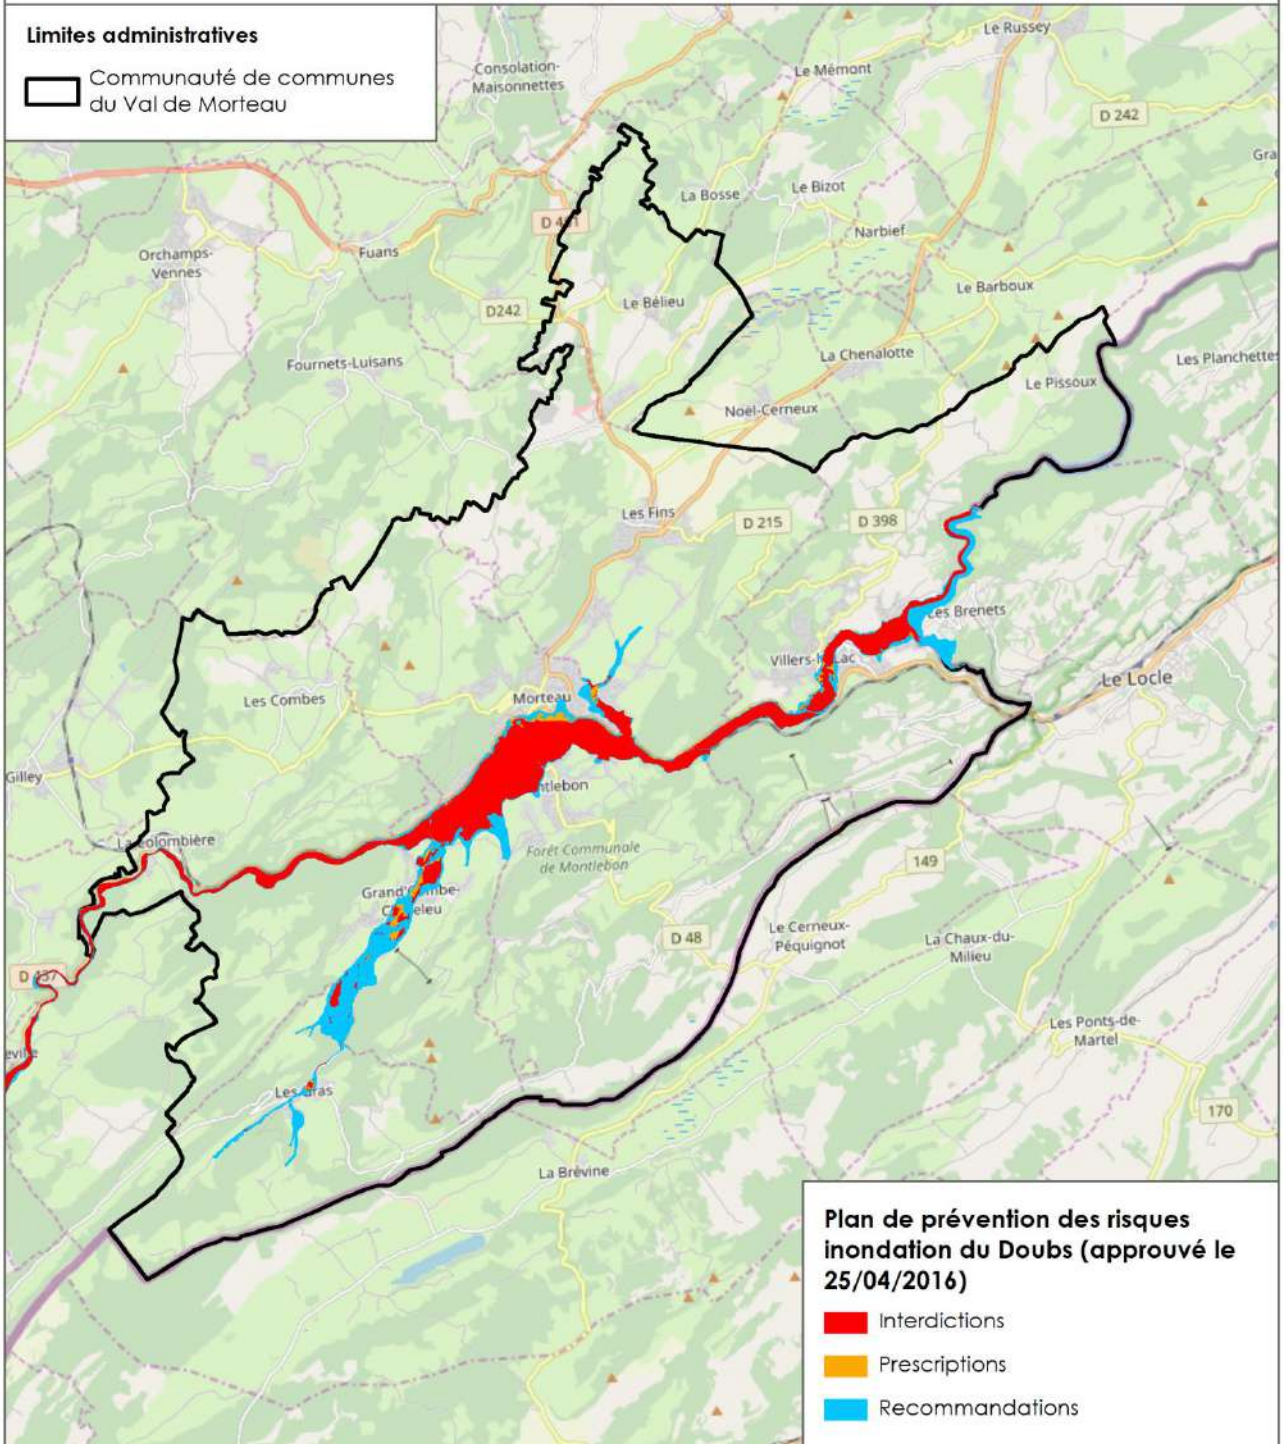 Limites administratives
Communauté de communes
du Val de Morteau
Le Russey
Consolation-
Maisonnettes
Le Mémont
D 242
Gra
La Bosse
Le Bizot
D 461
Narbief
Orchamps-
Vennes
Fuans
Le Barboux
D242
Le Bélieu
Fournets-Luisans
La Chenalotte
Les Planchettes
Le Pissoux
Noël-Cerneux
Les Fins
D 215
D 398
Les Brenets
Villers-le-Lac
Le Locle
Les Combes
Morteau
Gilley
ntlebon
La Colombière
Forêt Communale
de Montlebon
149
Grand'Combe-
Châteleu
Le Cerneux-
Péquignot
D 48
La Chaux-du-
Milieu
D 437
Les Ponts-de-
Martel
eville
Les Gras
170
La Brévine
Plan de prévention des risques
inondation du Doubs (approuvé le
25/04/2016)
Interdictions
Prescriptions
Recommandations